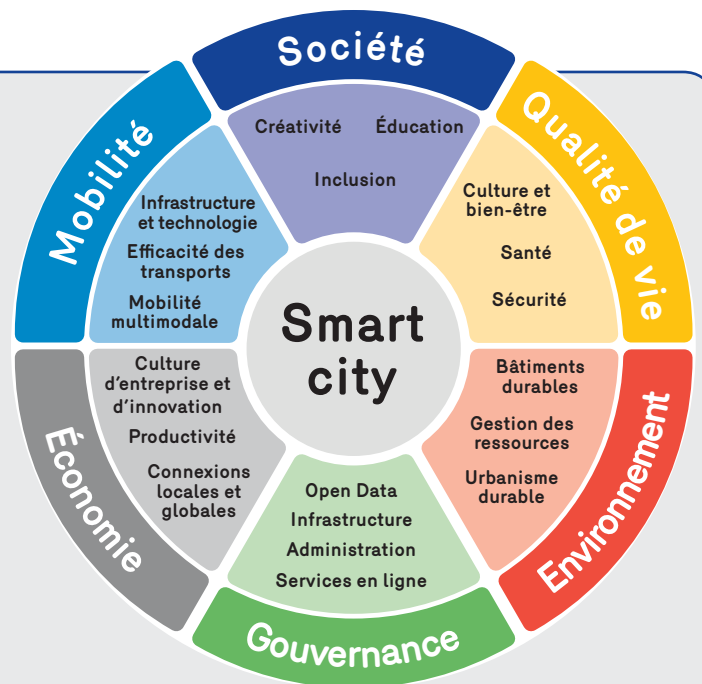 Société
Créativité
Éducation
Inclusion
Qualité de vie
Culture et
bien-être
Santé
Sécurité
Environnement
Bâtiments
durables
Gestion des
ressources
Urbanisme
durable
Gouvernance
Open Data
Infrastructure
Administration
Services en ligne
Économie
Culture
d'entreprise et
d'innovation
Productivité
Connexions
locales et
globales
Mobilité
Infrastructure
et technologie
Efficacité des
transports
Mobilité
multimodale
Smart
city